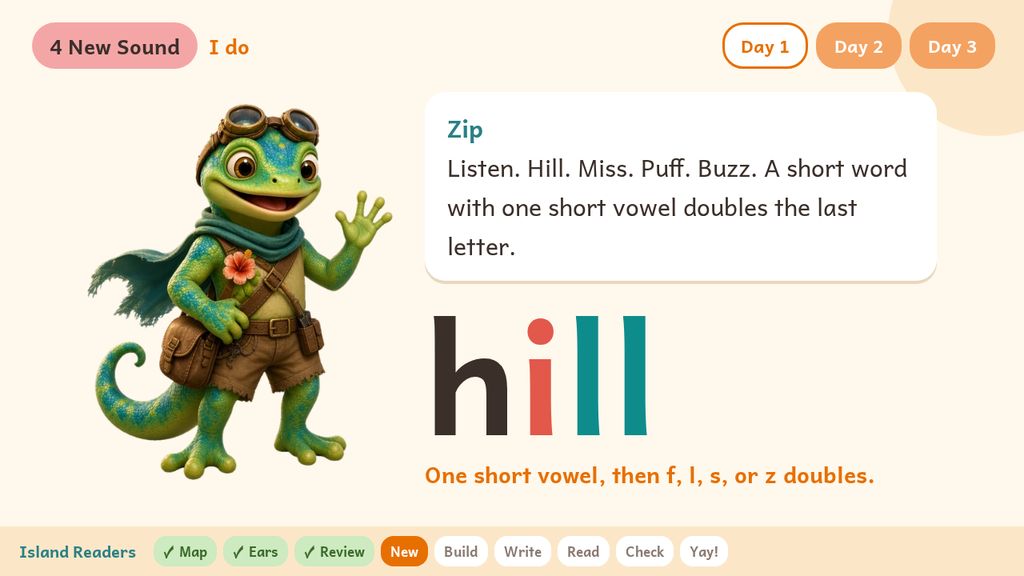 4 New Sound
I do
Day 1
Day 2
Day 3
Zip
Listen. Hill. Miss. Puff. Buzz. A short word
with one short vowel doubles the last
letter.
hill
One short vowel, then f, l, s, or z doubles.
Island Readers
✓ Map
✓ Ears
✓ Review
New
Build
Write
Read
Check
Yay!